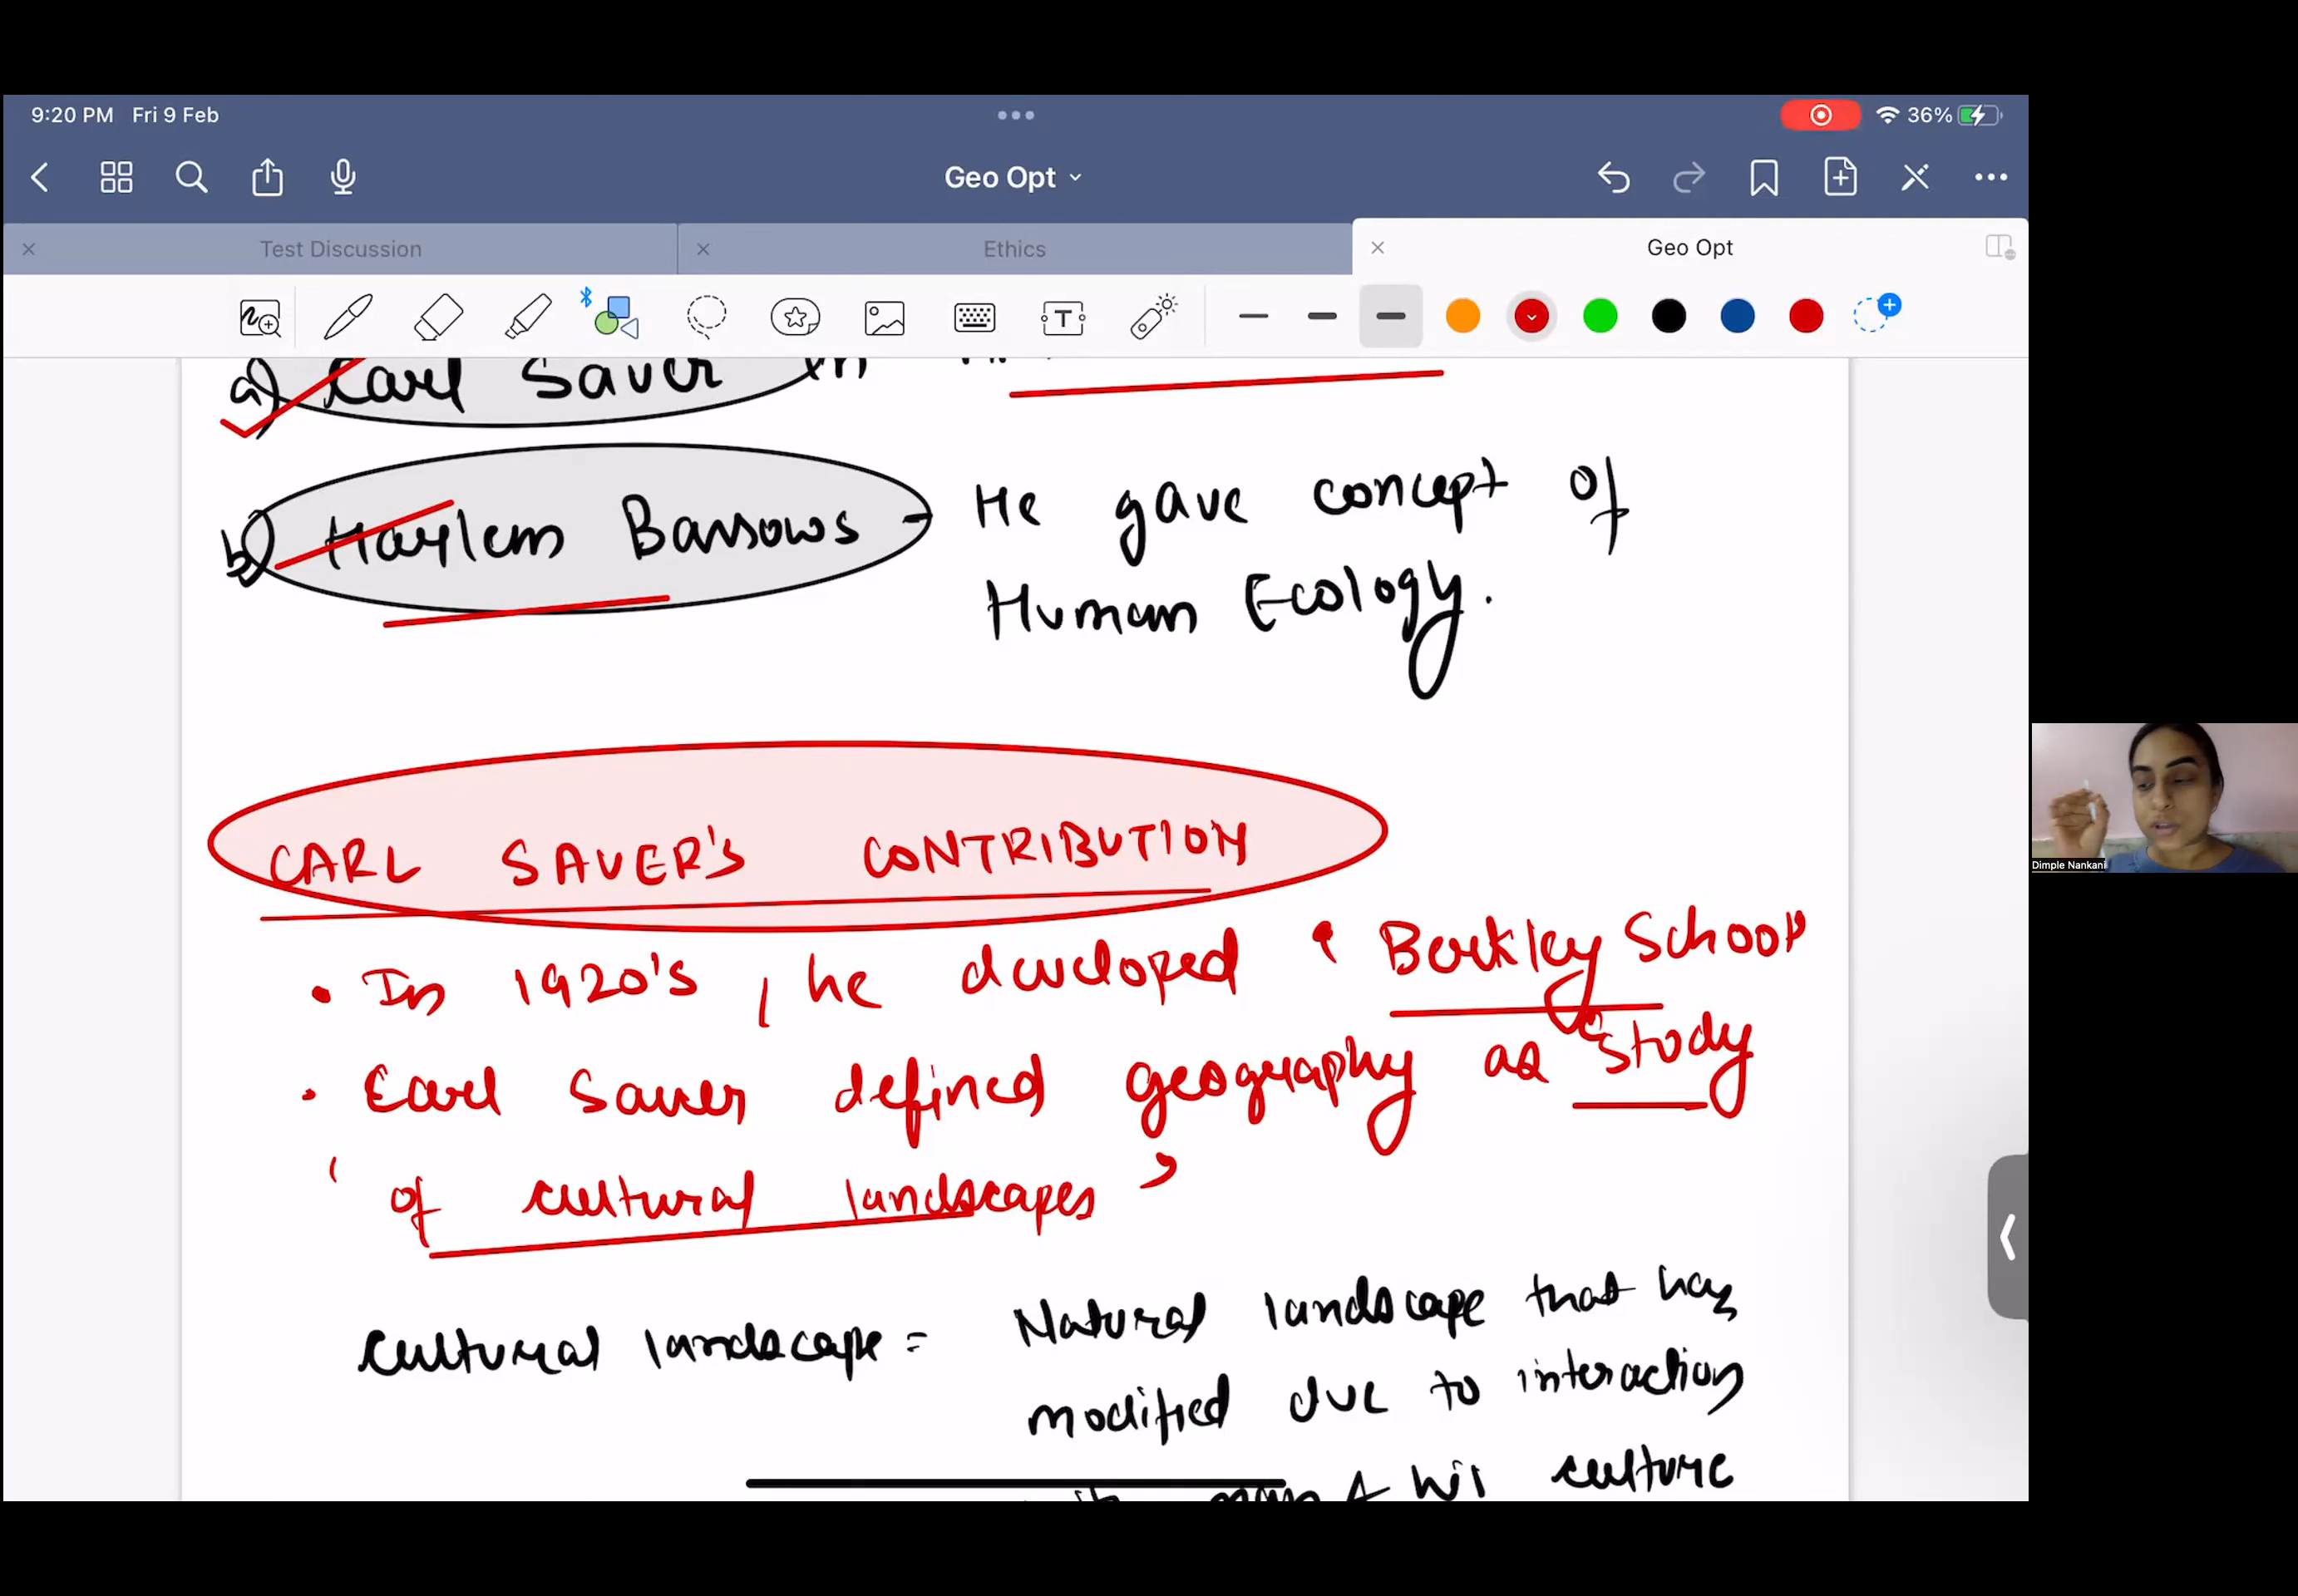 9:20 PM Fri 9 Feb
36%
Geo Opt
Test Discussion
Ethics
Geo Opt
T
a) Carl Sauer in
b) Haylem Barrows - He gave concept of
Human Ecology.
CARL SAUER'S CONTRIBUTION
• In 1920's, he developed 'Berkley School'
• Carl Sauer defined geography as 'study
' of cultural landscapes '
Cultural landscape = Natural landscape that has
modified due to interaction
culture
Dimple Nankani